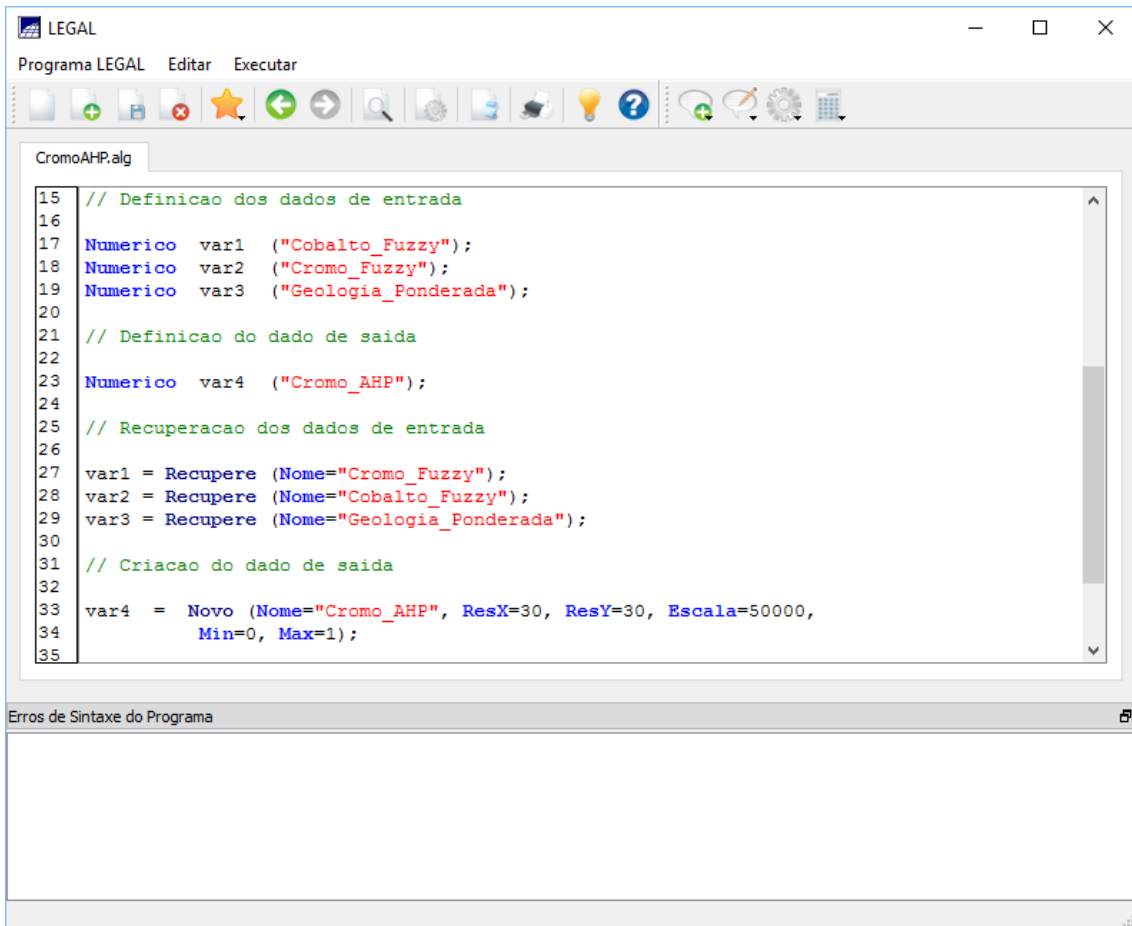 LEGAL
Programa LEGAL Editar Executar
CromoAHP.alg
15 // Definicao dos dados de entrada
16
17 Numerico var1 ("Cobalto_Fuzzy");
18 Numerico var2 ("Cromo_Fuzzy");
19 Numerico var3 ("Geologia_Ponderada");
20
21 // Definicao do dado de saida
22
23 Numerico var4 ("Cromo_AHP");
24
25 // Recuperacao dos dados de entrada
26
27 var1 = Recupere (Nome="Cromo_Fuzzy");
28 var2 = Recupere (Nome="Cobalto_Fuzzy");
29 var3 = Recupere (Nome="Geologia_Ponderada");
30
31 // Criacao do dado de saida
32
33 var4 = Novo (Nome="Cromo_AHP", ResX=30, ResY=30, Escala=50000,
34 Min=0, Max=1);
35
Erros de Sintaxe do Programa